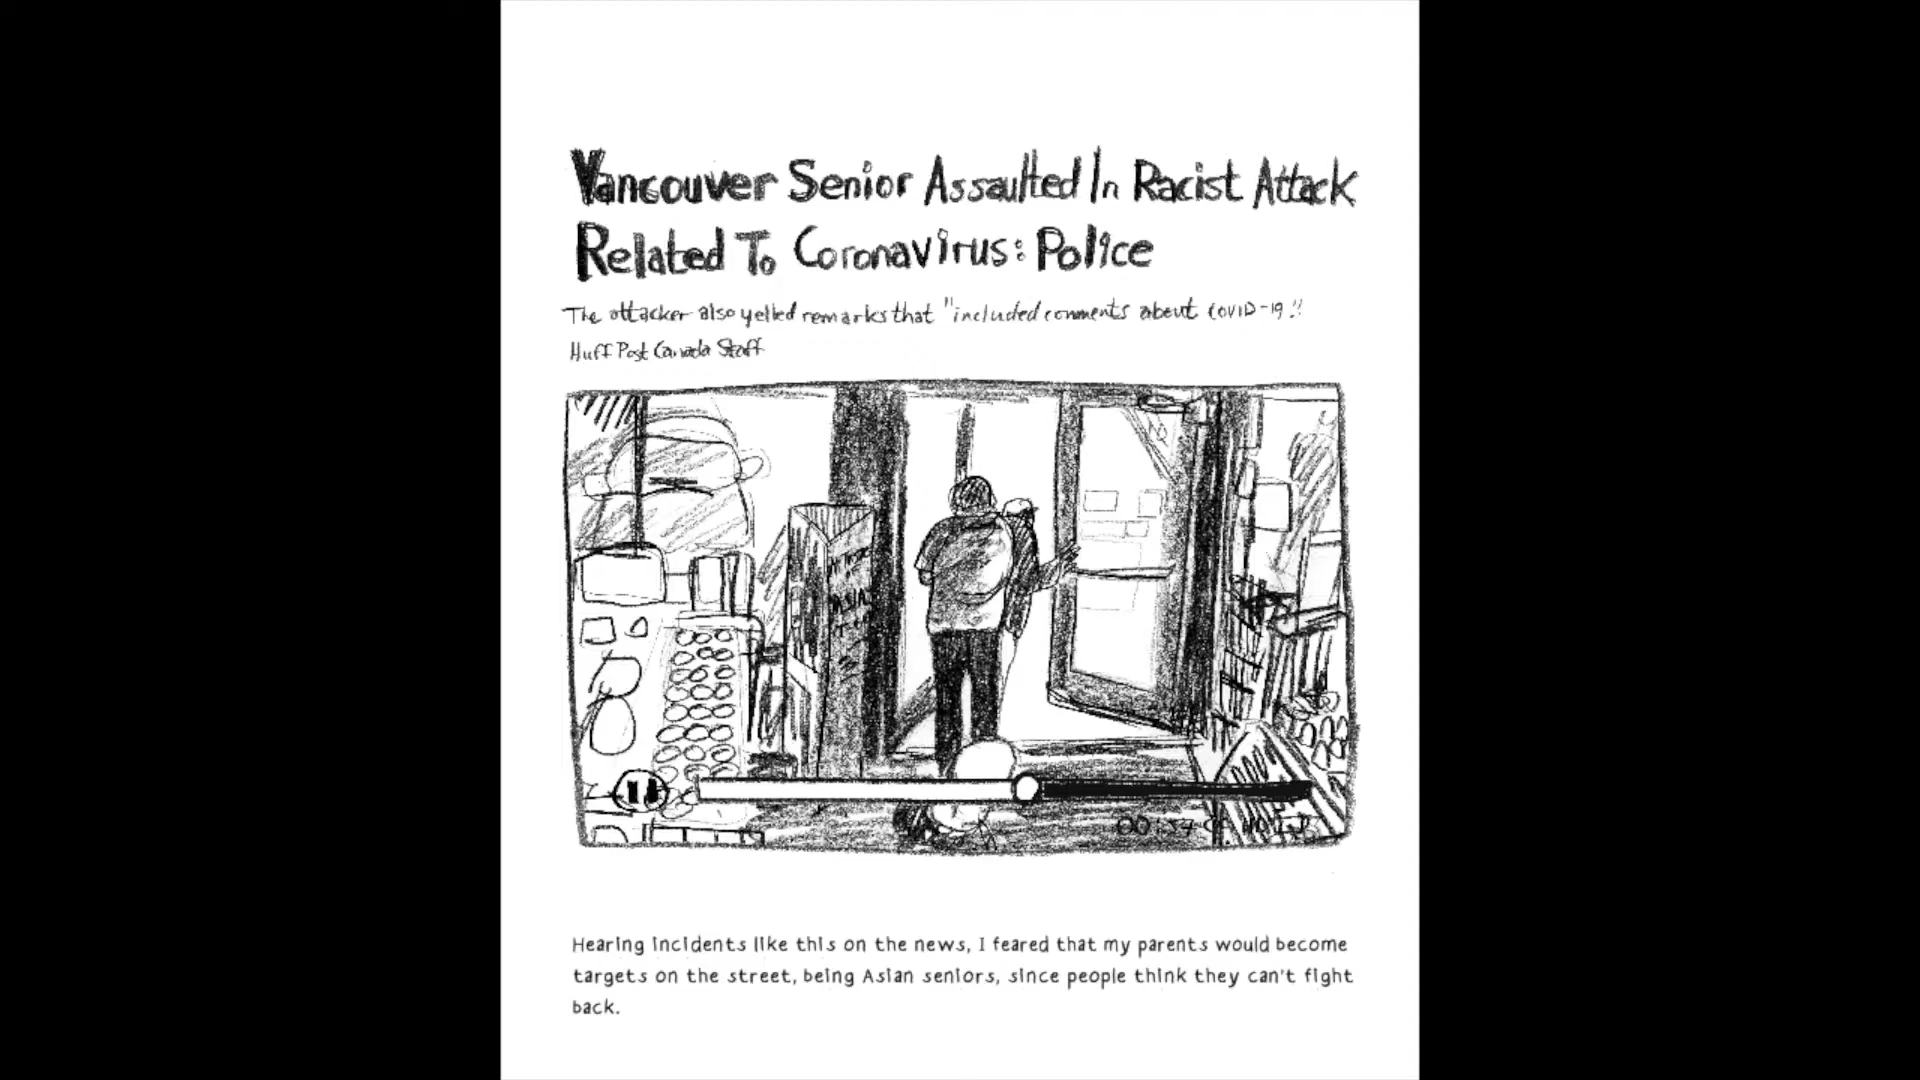 Vancouver Senior Assaulted In Racist Attack
Related To Coronavirus: Police
The attacker also yelled remarks that "included comments about COVID-19."
HuffPost Canada Staff
Hearing incidents like this on the news, I feared that my parents would become
targets on the street, being Asian seniors, since people think they can't fight
back.